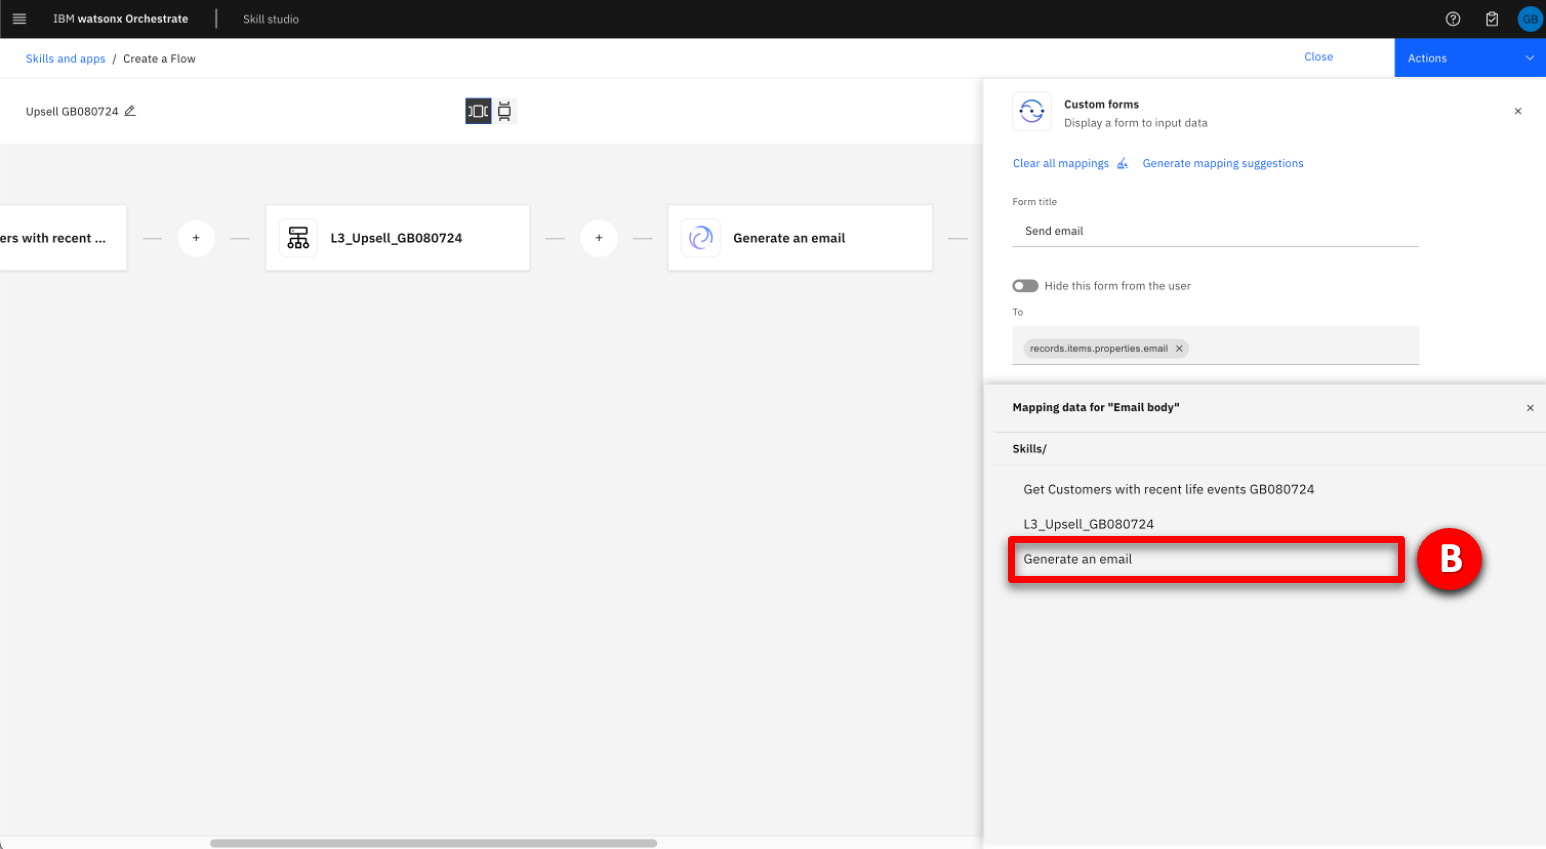 IBM watsonx Orchestrate
Skill studio
GB
Skills and apps / Create a Flow
Close
Actions
Upsell GB080724
Custom forms
Display a form to input data
Clear all mappings
Generate mapping suggestions
Form title
Send email
ers with recent ...
+
L3_Upsell_GB080724
+
Generate an email
Hide this form from the user
To
records.items.properties.email
Mapping data for "Email body"
Skills/
Get Customers with recent life events GB080724
L3_Upsell_GB080724
Generate an email
B